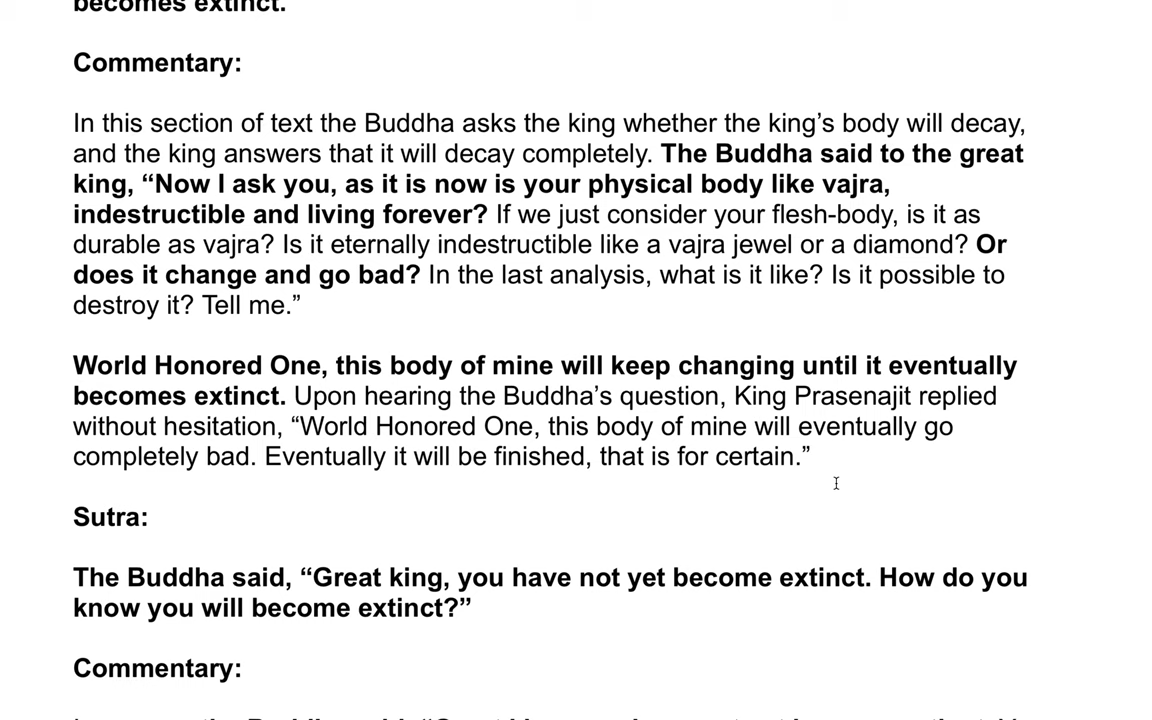 becomes extinct.
Commentary:
In this section of text the Buddha asks the king whether the king’s body will decay,
and the king answers that it will decay completely. The Buddha said to the great
king, “Now I ask you, as it is now is your physical body like vajra,
indestructible and living forever? If we just consider your flesh-body, is it as
durable as vajra? Is it eternally indestructible like a vajra jewel or a diamond? Or
does it change and go bad? In the last analysis, what is it like? Is it possible to
destroy it? Tell me.”
World Honored One, this body of mine will keep changing until it eventually
becomes extinct. Upon hearing the Buddha’s question, King Prasenajit replied
without hesitation, “World Honored One, this body of mine will eventually go
completely bad. Eventually it will be finished, that is for certain.”
Sutra:
The Buddha said, “Great king, you have not yet become extinct. How do you
know you will become extinct?”
Commentary: